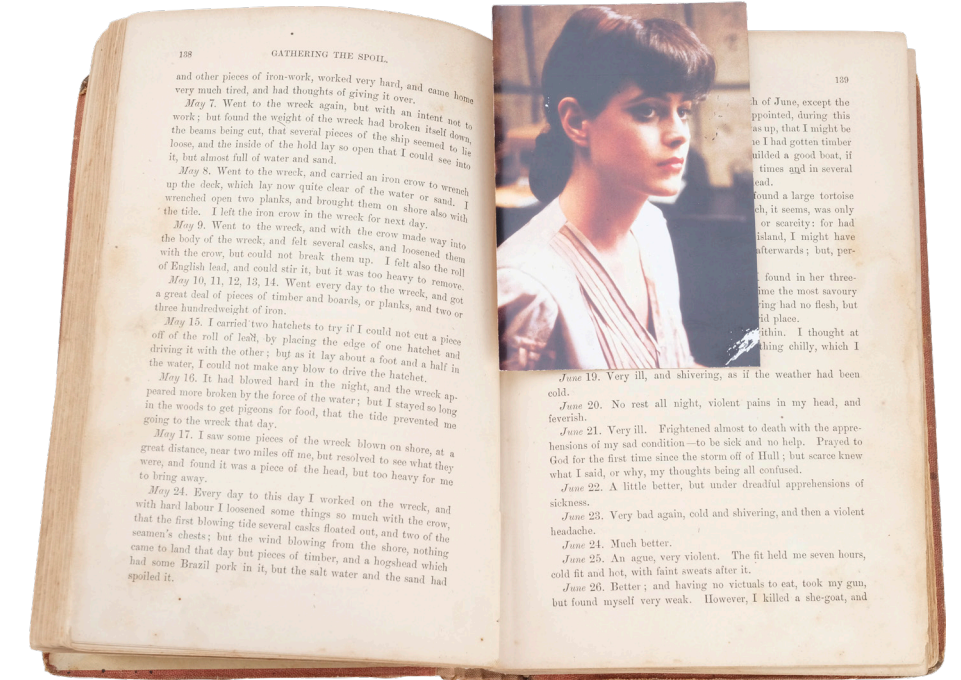 138
GATHERING THE SPOIL.
and other pieces of iron-work, worked very hard, and came home
very much tired, and had thoughts of giving it over.
May 7. Went to the wreck again, but with an intent not to
work; but found the weight of the wreck had broken itself down,
the beams being cut, that several pieces of the ship seemed to lie
loose, and the inside of the hold lay so open that I could see into
it, but almost full of water and sand.
May 8. Went to the wreck, and carried an iron crow to wrench
up the deck, which lay now quite clear of the water or sand. I
wrenched open two planks, and brought them on shore also with
the tide. I left the iron crow in the wreck for next day.
May 9. Went to the wreck, and with the crow made way into
the body of the wreck, and felt several casks, and loosened them
with the crow, but could not break them up. I felt also the roll
of English lead, and could stir it, but it was too heavy to remove.
May 10, 11, 12, 13, 14. Went every day to the wreck, and got
a great deal of pieces of timber and boards, or planks, and two or
three hundredweight of iron.
May 15. I carried two hatchets to try if I could not cut a piece
off of the roll of lead, by placing the edge of one hatchet and
driving it with the other; but as it lay about a foot and a half in
the water, I could not make any blow to drive the hatchet.
May 16. It had blowed hard in the night, and the wreck ap-
peared more broken by the force of the water; but I stayed so long
in the woods to get pigeons for food, that the tide prevented me
going to the wreck that day.
May 17. I saw some pieces of the wreck blown on shore, at a
great distance, near two miles off me, but resolved to see what they
were, and found it was a piece of the head, but too heavy for me
to bring away.
May 24. Every day to this day I worked on the wreck, and
with hard labour I loosened some things so much with the crow,
that the first blowing tide several casks floated out, and two of the
seamen's chests; but the wind blowing from the shore, nothing
came to land that day but pieces of timber, and a hogshead which
had some Brazil pork in it, but the salt water and the sand had
spoiled it.
139
h of June, except the
ppointed, during this
as up, that I might be
e I had gotten timber
uilded a good boat, if
times and in several
ead.
found a large tortoise
ch, it seems, was only
or scarcity: for had
island, I might have
afterwards; but, per-
found in her three-
ime the most savoury
ving had no flesh, but
rid place.
ithin. I thought at
thing chilly, which I
June 19. Very ill, and shivering, as if the weather had been
cold.
June 20. No rest all night, violent pains in my head, and
feverish.
June 21. Very ill. Frightened almost to death with the appre-
hensions of my sad condition—to be sick and no help. Prayed to
God for the first time since the storm off of Hull; but scarce knew
what I said, or why, my thoughts being all confused.
June 22. A little better, but under dreadful apprehensions of
sickness.
June 23. Very bad again, cold and shivering, and then a violent
headache.
June 24. Much better.
June 25. An ague, very violent. The fit held me seven hours,
cold fit and hot, with faint sweats after it.
June 26. Better; and having no victuals to eat, took my gun,
but found myself very weak. However, I killed a she-goat, and